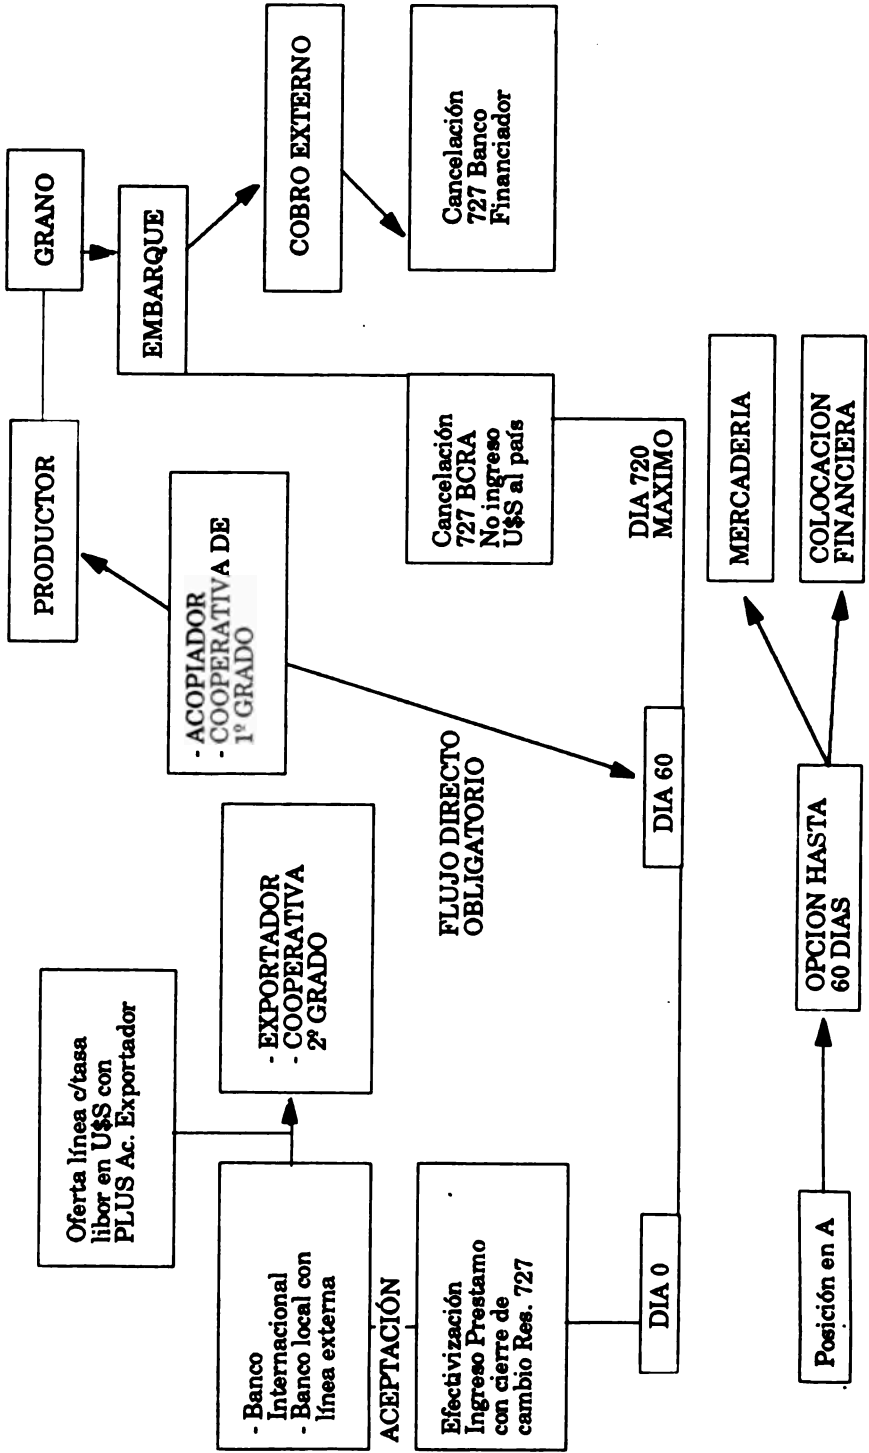 Oferta línea c/tasa
libor en U$S con
PLUS Ac. Exportador
- Banco
Internacional
- Banco local con
línea externa
ACEPTACIÓN
Efectivización
Ingreso Prestamo
con cierre de
cambio Res. 727
DIA 0
- EXPORTADOR
- COOPERATIVA
2º GRADO
- ACOPIADOR
- COOPERATIVA DE
1º GRADO
FLUJO DIRECTO
OBLIGATORIO
DIA 60
PRODUCTOR
GRANO
EMBARQUE
COBRO EXTERNO
Cancelación
727 Banco
Financiador
Cancelación
727 BCRA
No ingreso
U$S al país
DIA 720
MAXIMO
Posición en A
OPCION HASTA
60 DIAS
MERCADERIA
COLOCACION
FINANCIERA